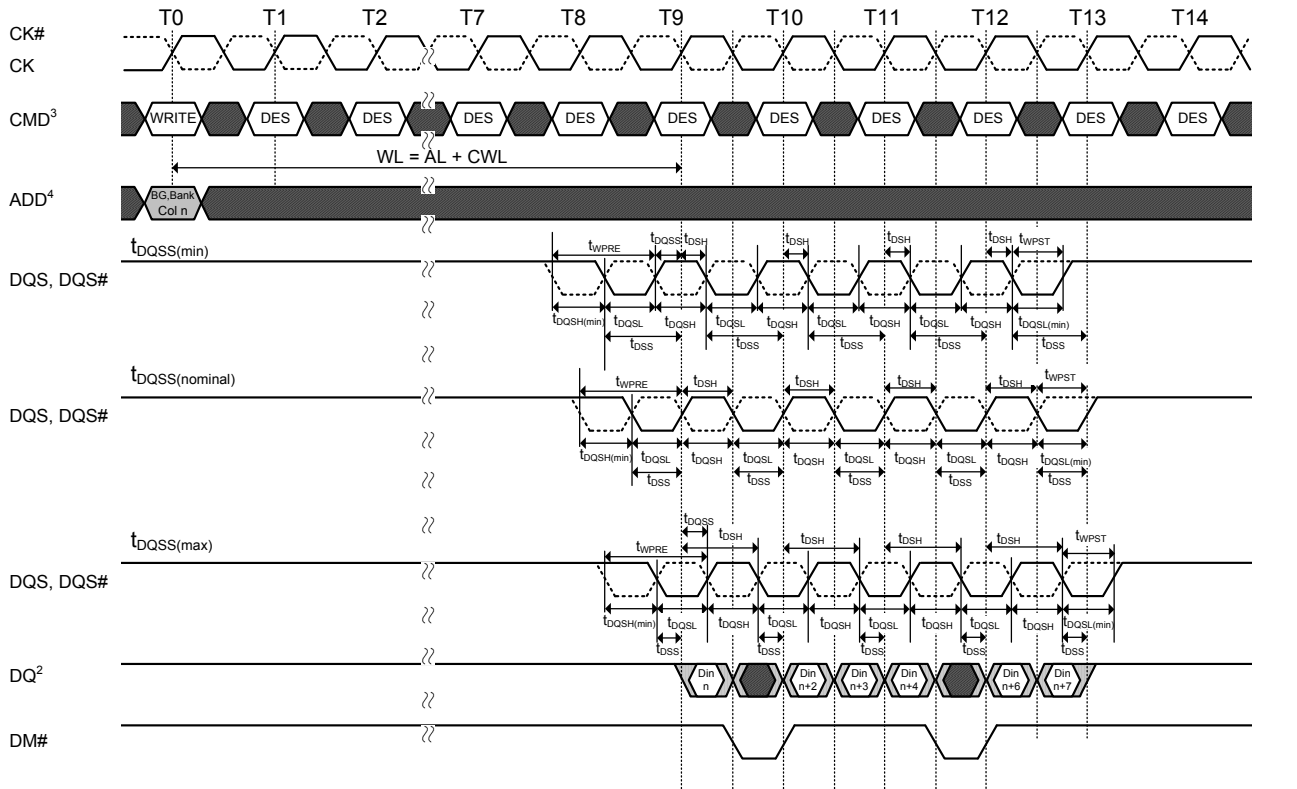 T0 T1 T2 T7 T8 T9 T10 T11 T12 T13 T14
CK#
CK
CMD3 WRITE DES DES DES DES DES DES DES DES DES DES
WL = AL + CWL
ADD4 BG,Bank
Col n
tDQSS(min) tWPRE tDQSS tDSH tDSH tDSH tDSH tWPST
DQS, DQS#
tDQSH(min) tDQSL tDQSH tDQSL tDQSH tDQSL tDQSH tDQSL tDQSH tDQSL(min)
tDSS tDSS tDSS tDSS tDSS
tDQSS(nominal) tWPRE tDSH tDSH tDSH tDSH tWPST
DQS, DQS#
tDQSH(min) tDQSL tDQSH tDQSL tDQSH tDQSL tDQSH tDQSL tDQSH tDQSL(min)
tDSS tDSS tDSS tDSS tDSS
tDQSS
tDQSS(max) tWPRE tDSH tDSH tDSH tDSH tWPST
DQS, DQS#
tDQSH(min) tDQSL tDQSH tDQSL tDQSH tDQSL tDQSH tDQSL tDQSH tDQSL(min)
tDSS tDSS tDSS tDSS tDSS
DQ2 Din Din Din Din Din Din
n n+2 n+3 n+4 n+6 n+7
DM#